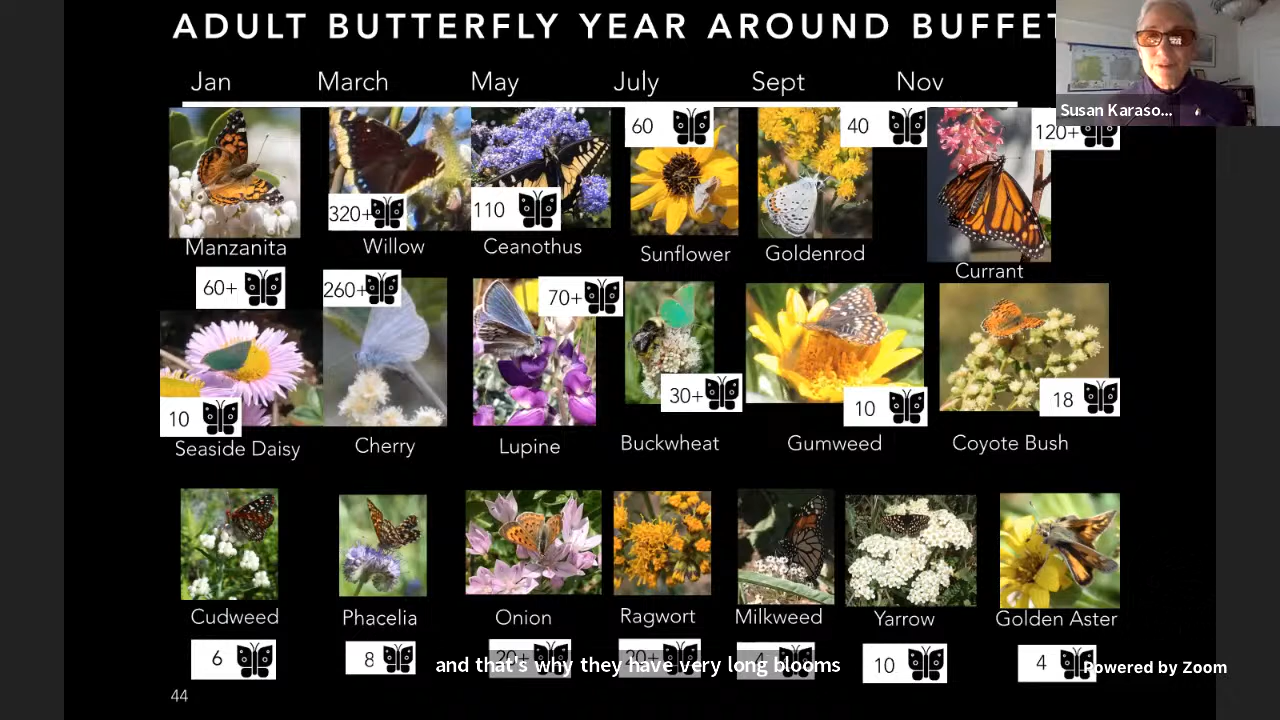 ADULT BUTTERFLY YEAR AROUND BUFFET
Jan March May July Sept Nov
Susan Karaso...
320+ 110 60 40 120+
Manzanita Willow Ceanothus Sunflower Goldenrod Currant
60+ 260+ 70+
10 30+ 10 18
Seaside Daisy Cherry Lupine Buckwheat Gumweed Coyote Bush
Cudweed Phacelia Onion Ragwort Milkweed Yarrow Golden Aster
6 8 20+ 20+ 4 10 4
and that's why they have very long blooms
Powered by Zoom
44